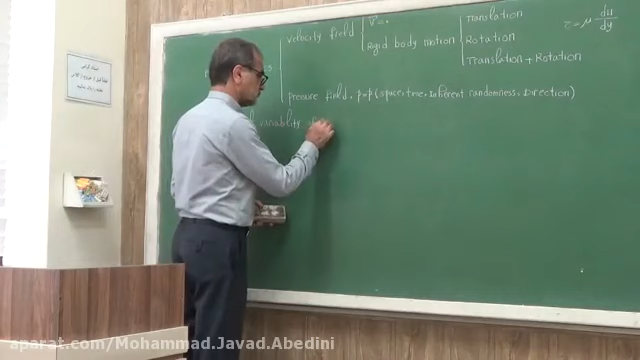 velocity field
V=0
Rigid body motion
Translation
Rotation
Translation + Rotation
τ = μ du/dy
pressure field . p=p(space, time, inherent randomness, Direction)
variability
aparat.com/Mohammad.Javad.Abedini